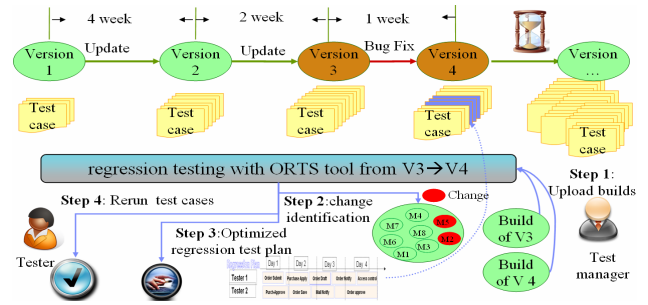 4 week
2 week
1 week
Version 1
Update
Version 2
Update
Version 3
Bug Fix
Version 4
Version ...
Test case
Test case
Test case
Test case
Test case
regression testing with ORTS tool from V3→V4
Step 1:
Upload builds
Step 4: Rerun test cases
Step 2:change identification
Change
Step 3:Optimized regression test plan
Tester
M4
M7
M5
M8
M6
M2
M3
M1
Build of V3
Build of V 4
Test manager
Day 1
Day 2
Day 3
Day 4
Tester 1
Order Submit
Purchase Apply
Order Draft
Order Notify
Access control
Tester 2
Purch-Approve
Order Save
Mail Notify
Order approve